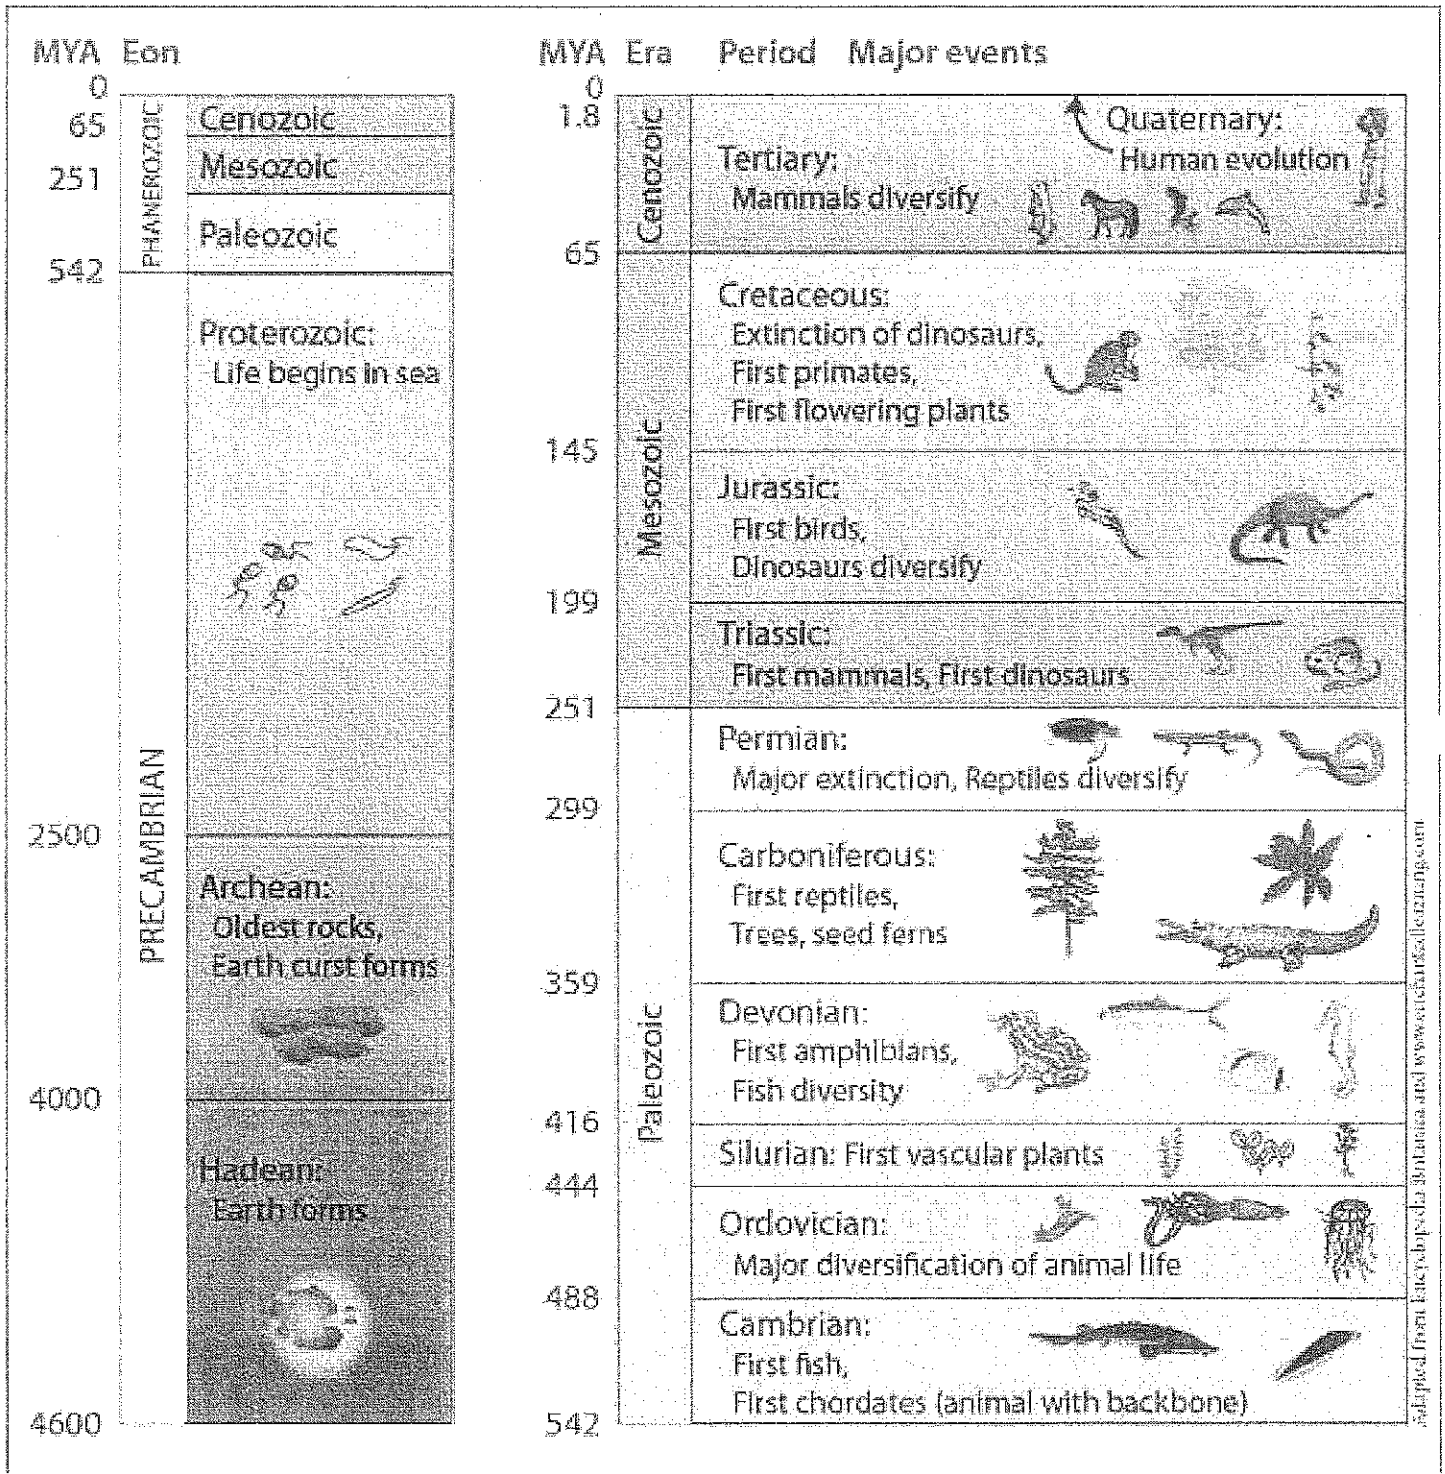 MYA Eon
0
PHANEROZOIC
Cenozoic
65
Mesozoic
251
Paleozoic
542
PRECAMBRIAN
Proterozoic:
Life begins in sea
2500
Archean:
Oldest rocks,
Earth curst forms
4000
Hadean:
Earth forms
4600
MYA Era Period Major events
0
1.8
Cenozoic
Quaternary:
Human evolution
Tertiary:
Mammals diversify
65
Mesozoic
Cretaceous:
Extinction of dinosaurs,
First primates,
First flowering plants
145
Jurassic:
First birds,
Dinosaurs diversify
199
Triassic:
First mammals, First dinosaurs
251
Paleozoic
Permian:
Major extinction, Reptiles diversify
299
Carboniferous:
First reptiles,
Trees, seed ferns
359
Devonian:
First amphibians,
Fish diversity
416
Silurian: First vascular plants
444
Ordovician:
Major diversification of animal life
488
Cambrian:
First fish,
First chordates (animal with backbone)
542
Adapted from Encyclopedia Britannica and